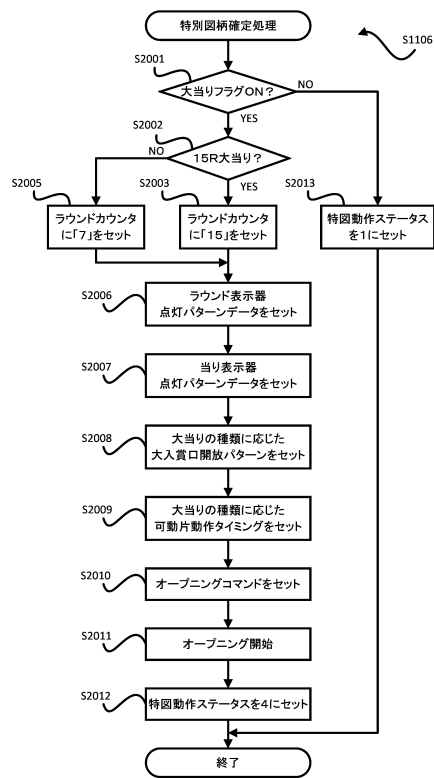 特別図柄確定処理
S1106
S2001
大当りフラグON？
NO
YES
S2002
15R大当り？
NO
YES
S2005
ラウンドカウンタ
に「7」をセット
S2003
ラウンドカウンタ
に「15」をセット
S2013
特図動作ステータス
を1にセット
S2006
ラウンド表示器
点灯パターンデータをセット
S2007
当り表示器
点灯パターンデータをセット
S2008
大当りの種類に応じた
大入賞口開放パターンをセット
S2009
大当りの種類に応じた
可動片動作タイミングをセット
S2010
オープニングコマンドをセット
S2011
オープニング開始
S2012
特図動作ステータスを4にセット
終了